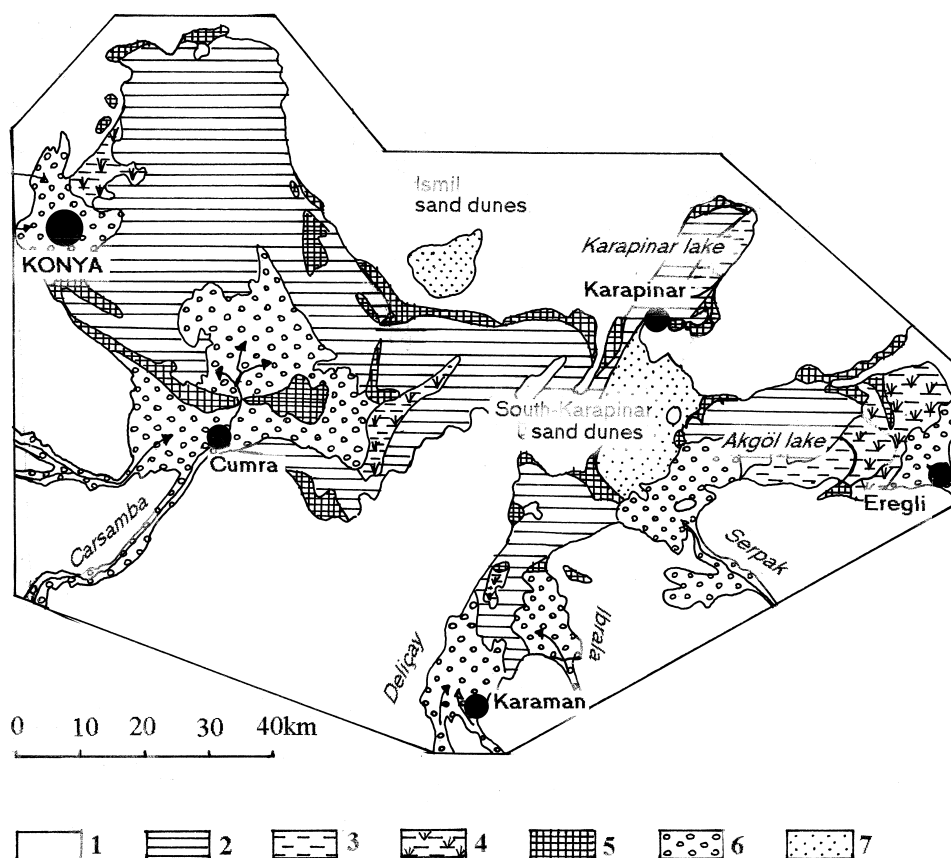 Ismil
sand dunes
Karapinar lake
KONYA
Karapinar
South-Karapinar
sand dunes
Akgöl lake
Cumra
Eregli
Carsamba
Serpak
Ibrala
Deliçay
Karaman
0 10 20 30 40km
1 2 3 4 5 6 7